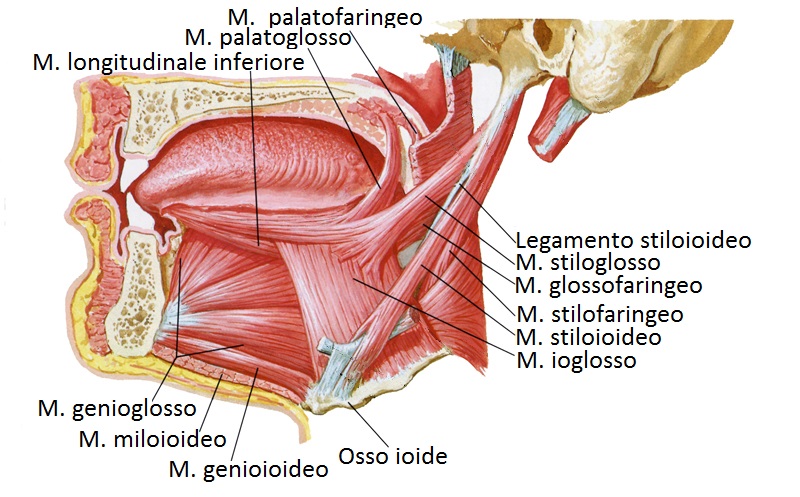 M. palatofaringeo
M. palatoglosso
M. longitudinale inferiore
Legamento stiloioideo
M. stiloglosso
M. glossofaringeo
M. stilofaringeo
M. stiloioideo
M. ioglosso
M. genioglosso
M. miloioideo
M. genioioideo
Osso ioide